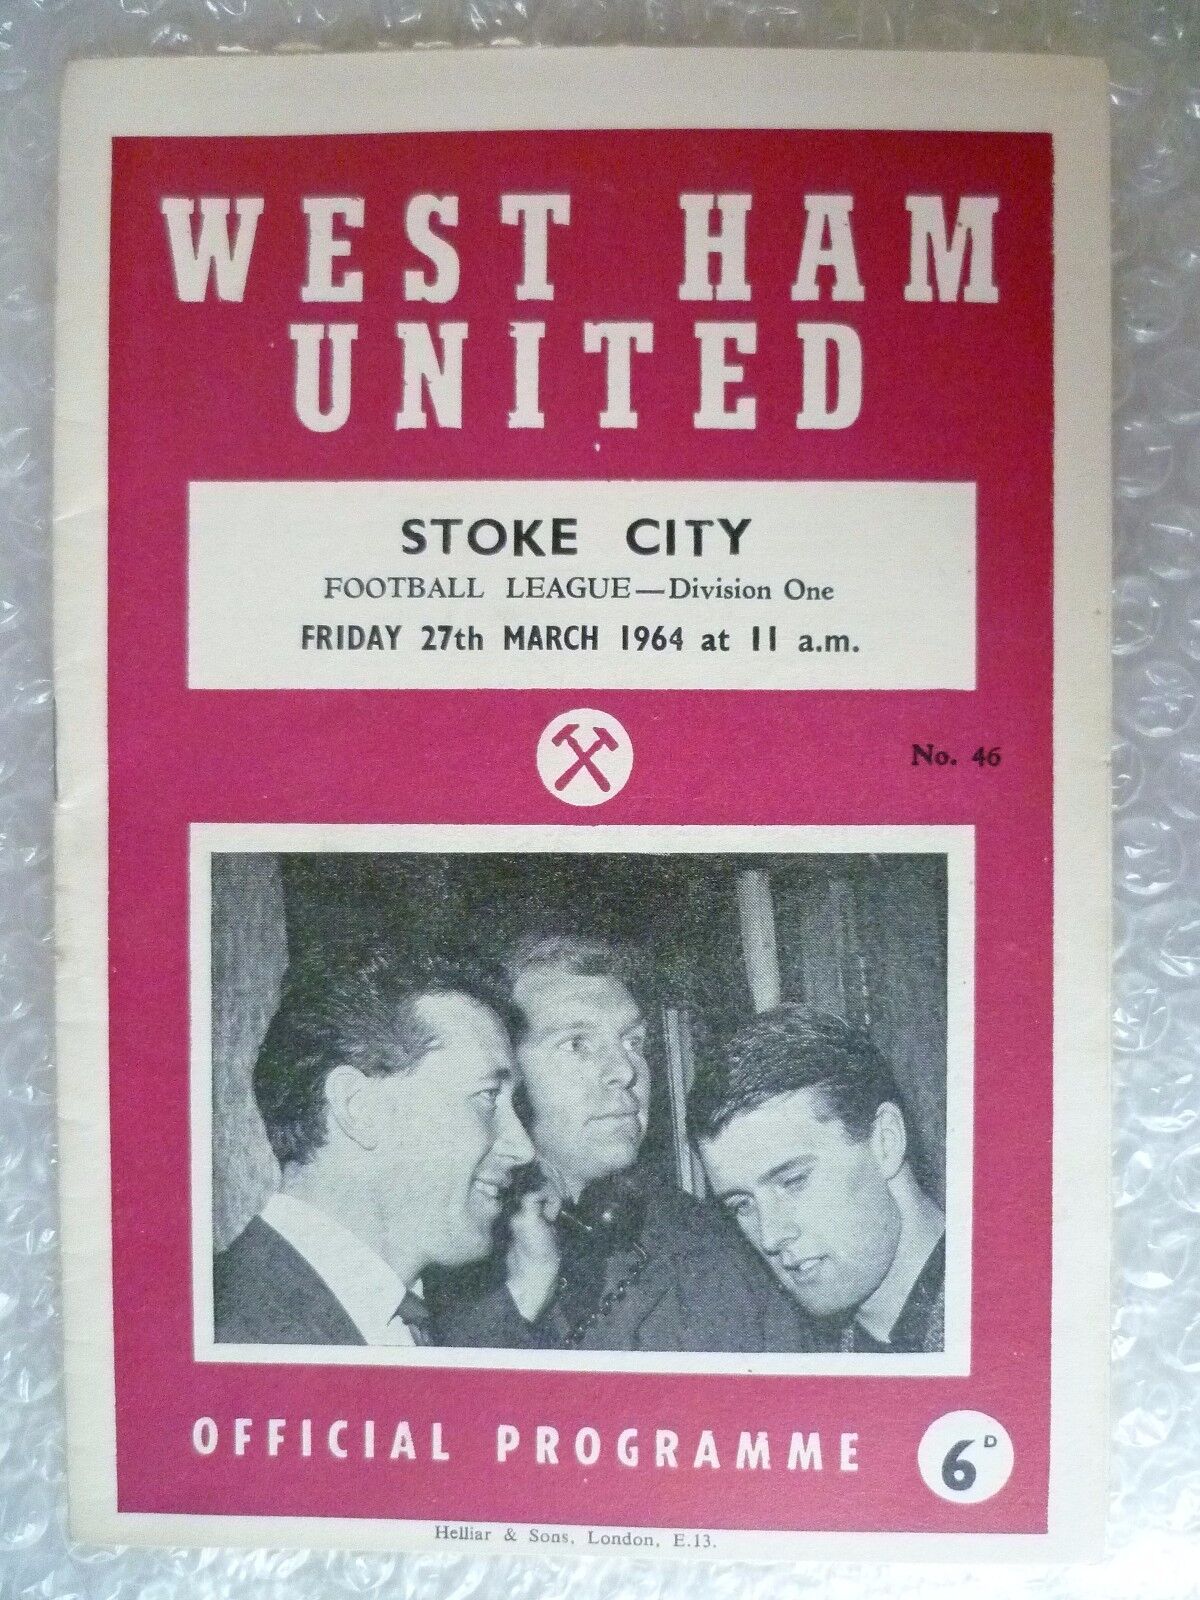 WEST HAM
UNITED
STOKE CITY
FOOTBALL LEAGUE—Division One
FRIDAY 27th MARCH 1964 at 11 a.m.
No. 46
OFFICIAL PROGRAMME
6D
Helliar & Sons, London, E.13.